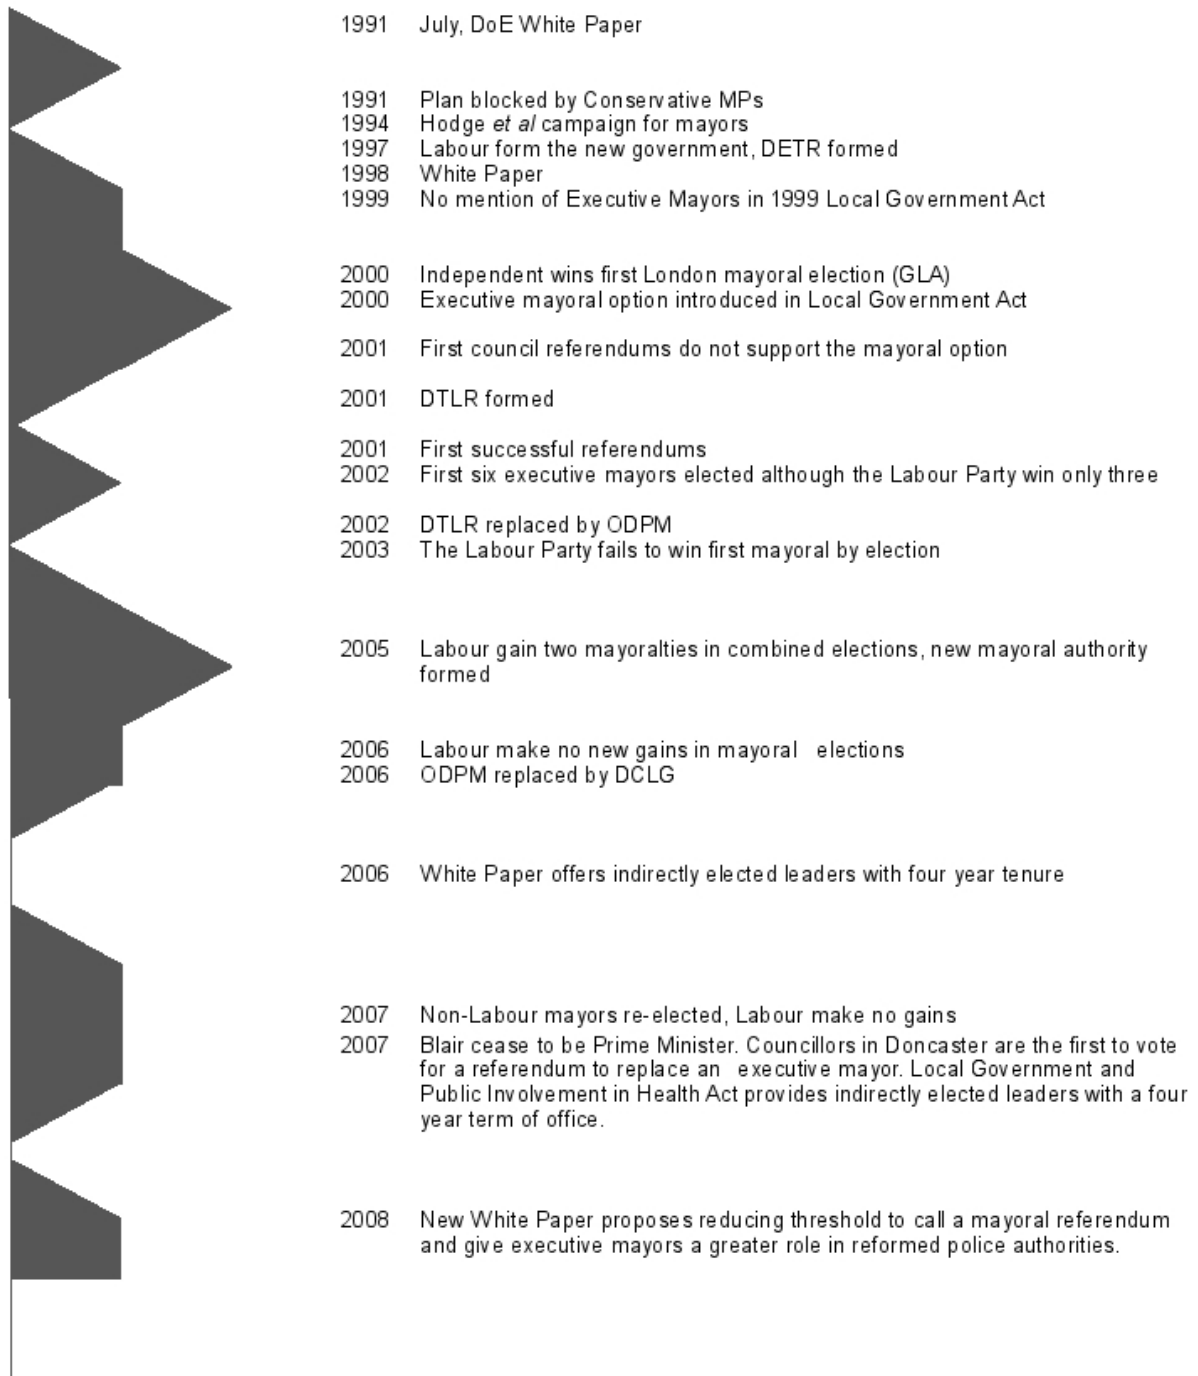 1991 July, DoE White Paper
1991 Plan blocked by Conservative MPs
1994 Hodge et al campaign for mayors
1997 Labour form the new government, DETR formed
1998 White Paper
1999 No mention of Executive Mayors in 1999 Local Government Act
2000 Independent wins first London mayoral election (GLA)
2000 Executive mayoral option introduced in Local Government Act
2001 First council referendums do not support the mayoral option
2001 DTLR formed
2001 First successful referendums
2002 First six executive mayors elected although the Labour Party win only three
2002 DTLR replaced by ODPM
2003 The Labour Party fails to win first mayoral by election
2005 Labour gain two mayoralties in combined elections, new mayoral authority
formed
2006 Labour make no new gains in mayoral elections
2006 ODPM replaced by DCLG
2006 White Paper offers indirectly elected leaders with four year tenure
2007 Non-Labour mayors re-elected, Labour make no gains
2007 Blair cease to be Prime Minister. Councillors in Doncaster are the first to vote
for a referendum to replace an executive mayor. Local Government and
Public Involvement in Health Act provides indirectly elected leaders with a four
year term of office.
2008 New White Paper proposes reducing threshold to call a mayoral referendum
and give executive mayors a greater role in reformed police authorities.